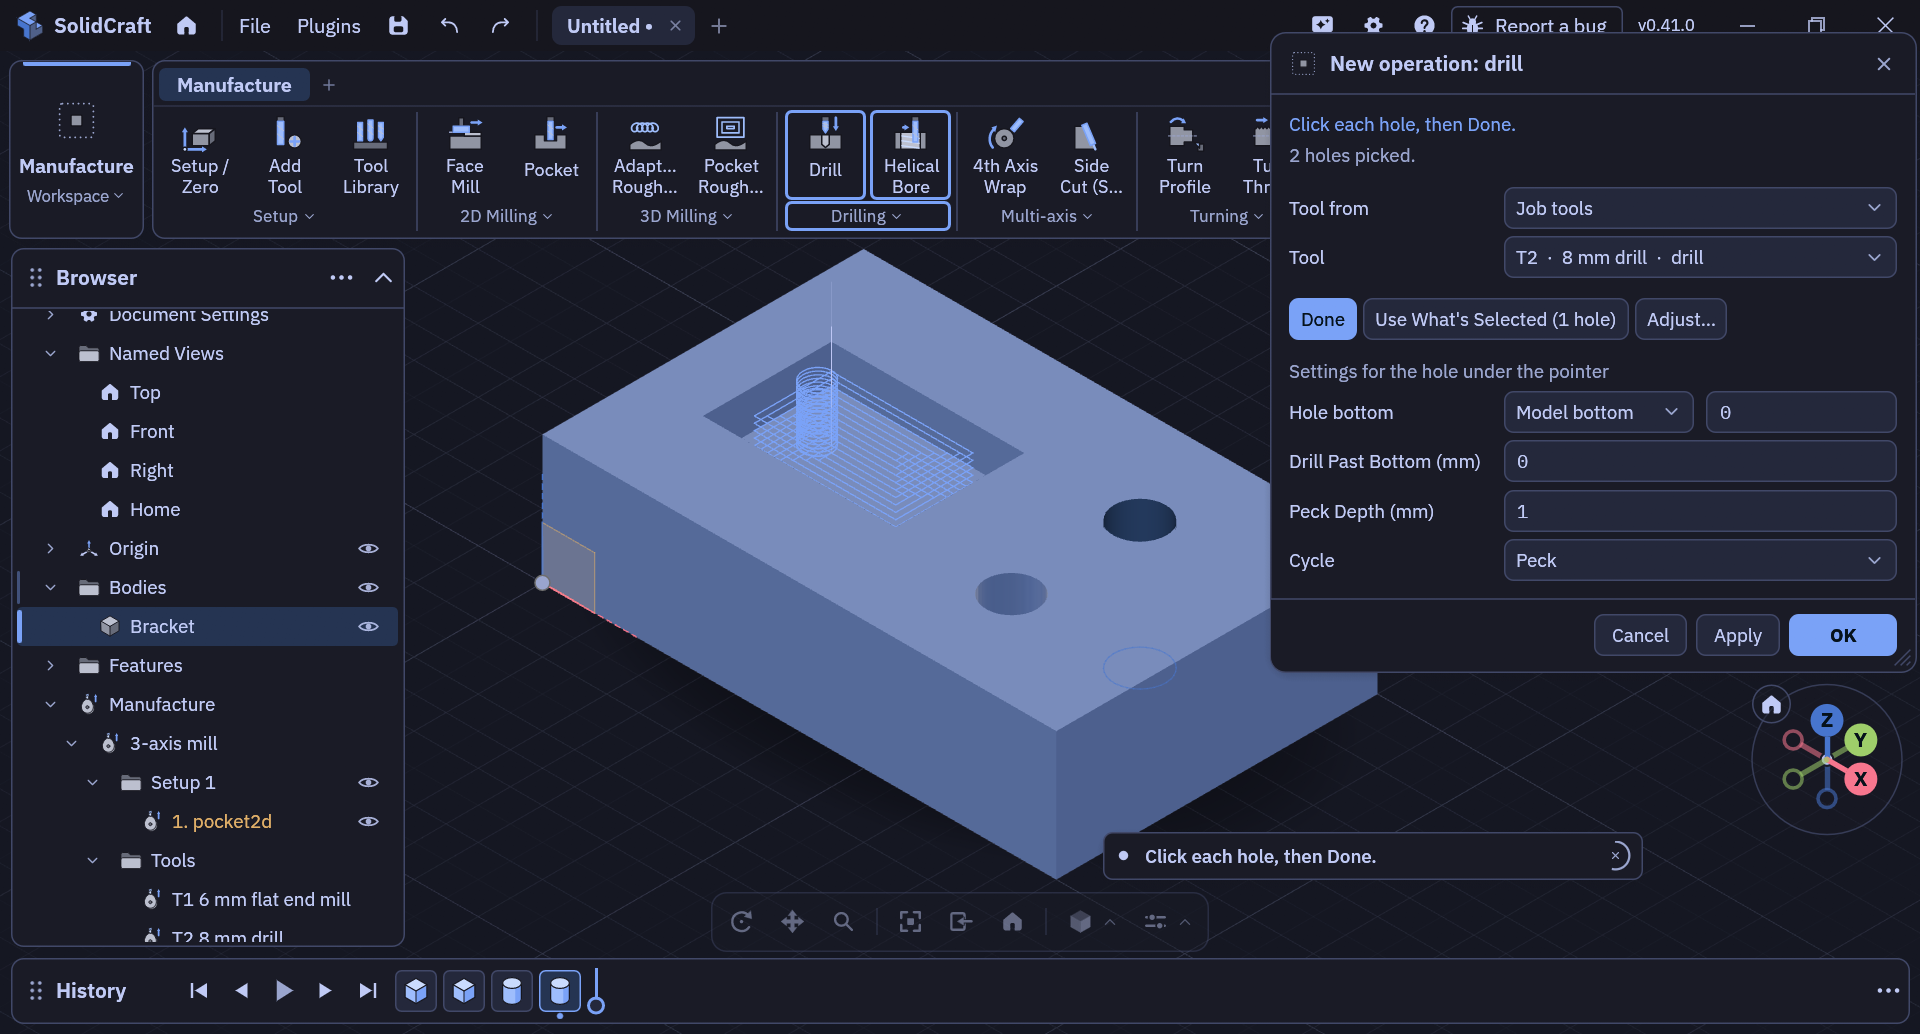 SolidCraft
File
Plugins
Untitled •
Report a bug
v0.41.0
Manufacture
Workspace
Manufacture
Setup /
Zero
Add
Tool
Tool
Library
Setup
Face
Mill
Pocket
2D Milling
Adapt...
Rough...
Pocket
Rough...
3D Milling
Drill
Helical
Bore
Drilling
4th Axis
Wrap
Side
Cut (S...
Multi-axis
Turn
Profile
Turning
New operation: drill
Click each hole, then Done.
2 holes picked.
Tool from
Job tools
Tool
T2 · 8 mm drill · drill
Done
Use What's Selected (1 hole)
Adjust...
Settings for the hole under the pointer
Hole bottom
Model bottom
0
Drill Past Bottom (mm)
0
Peck Depth (mm)
1
Cycle
Peck
Cancel
Apply
OK
Browser
Document Settings
Named Views
Top
Front
Right
Home
Origin
Bodies
Bracket
Features
Manufacture
3-axis mill
Setup 1
1. pocket2d
Tools
T1 6 mm flat end mill
T2 8 mm drill
Z
Y
X
Click each hole, then Done.
History